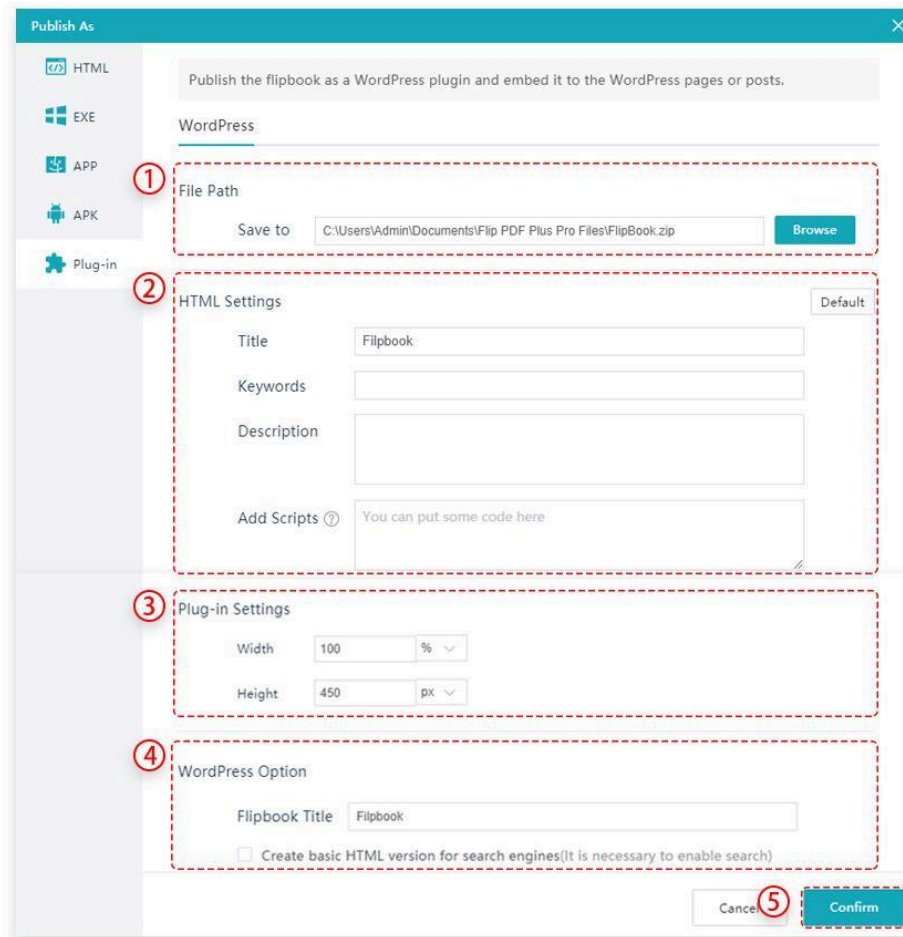 Publish As
HTML
EXE
APP
APK
Plug-in
Publish the flipbook as a WordPress plugin and embed it to the WordPress pages or posts.
WordPress
①
File Path
Save to C:\Users\Admin\Documents\Flip PDF Plus Pro Files\FlipBook.zip Browse
②
HTML Settings Default
Title Filpbook
Keywords
Description
Add Scripts ? You can put some code here
③
Plug-in Settings
Width 100 %
Height 450 px
④
WordPress Option
Flipbook Title Filpbook
Create basic HTML version for search engines(It is necessary to enable search)
Cancel ⑤ Confirm